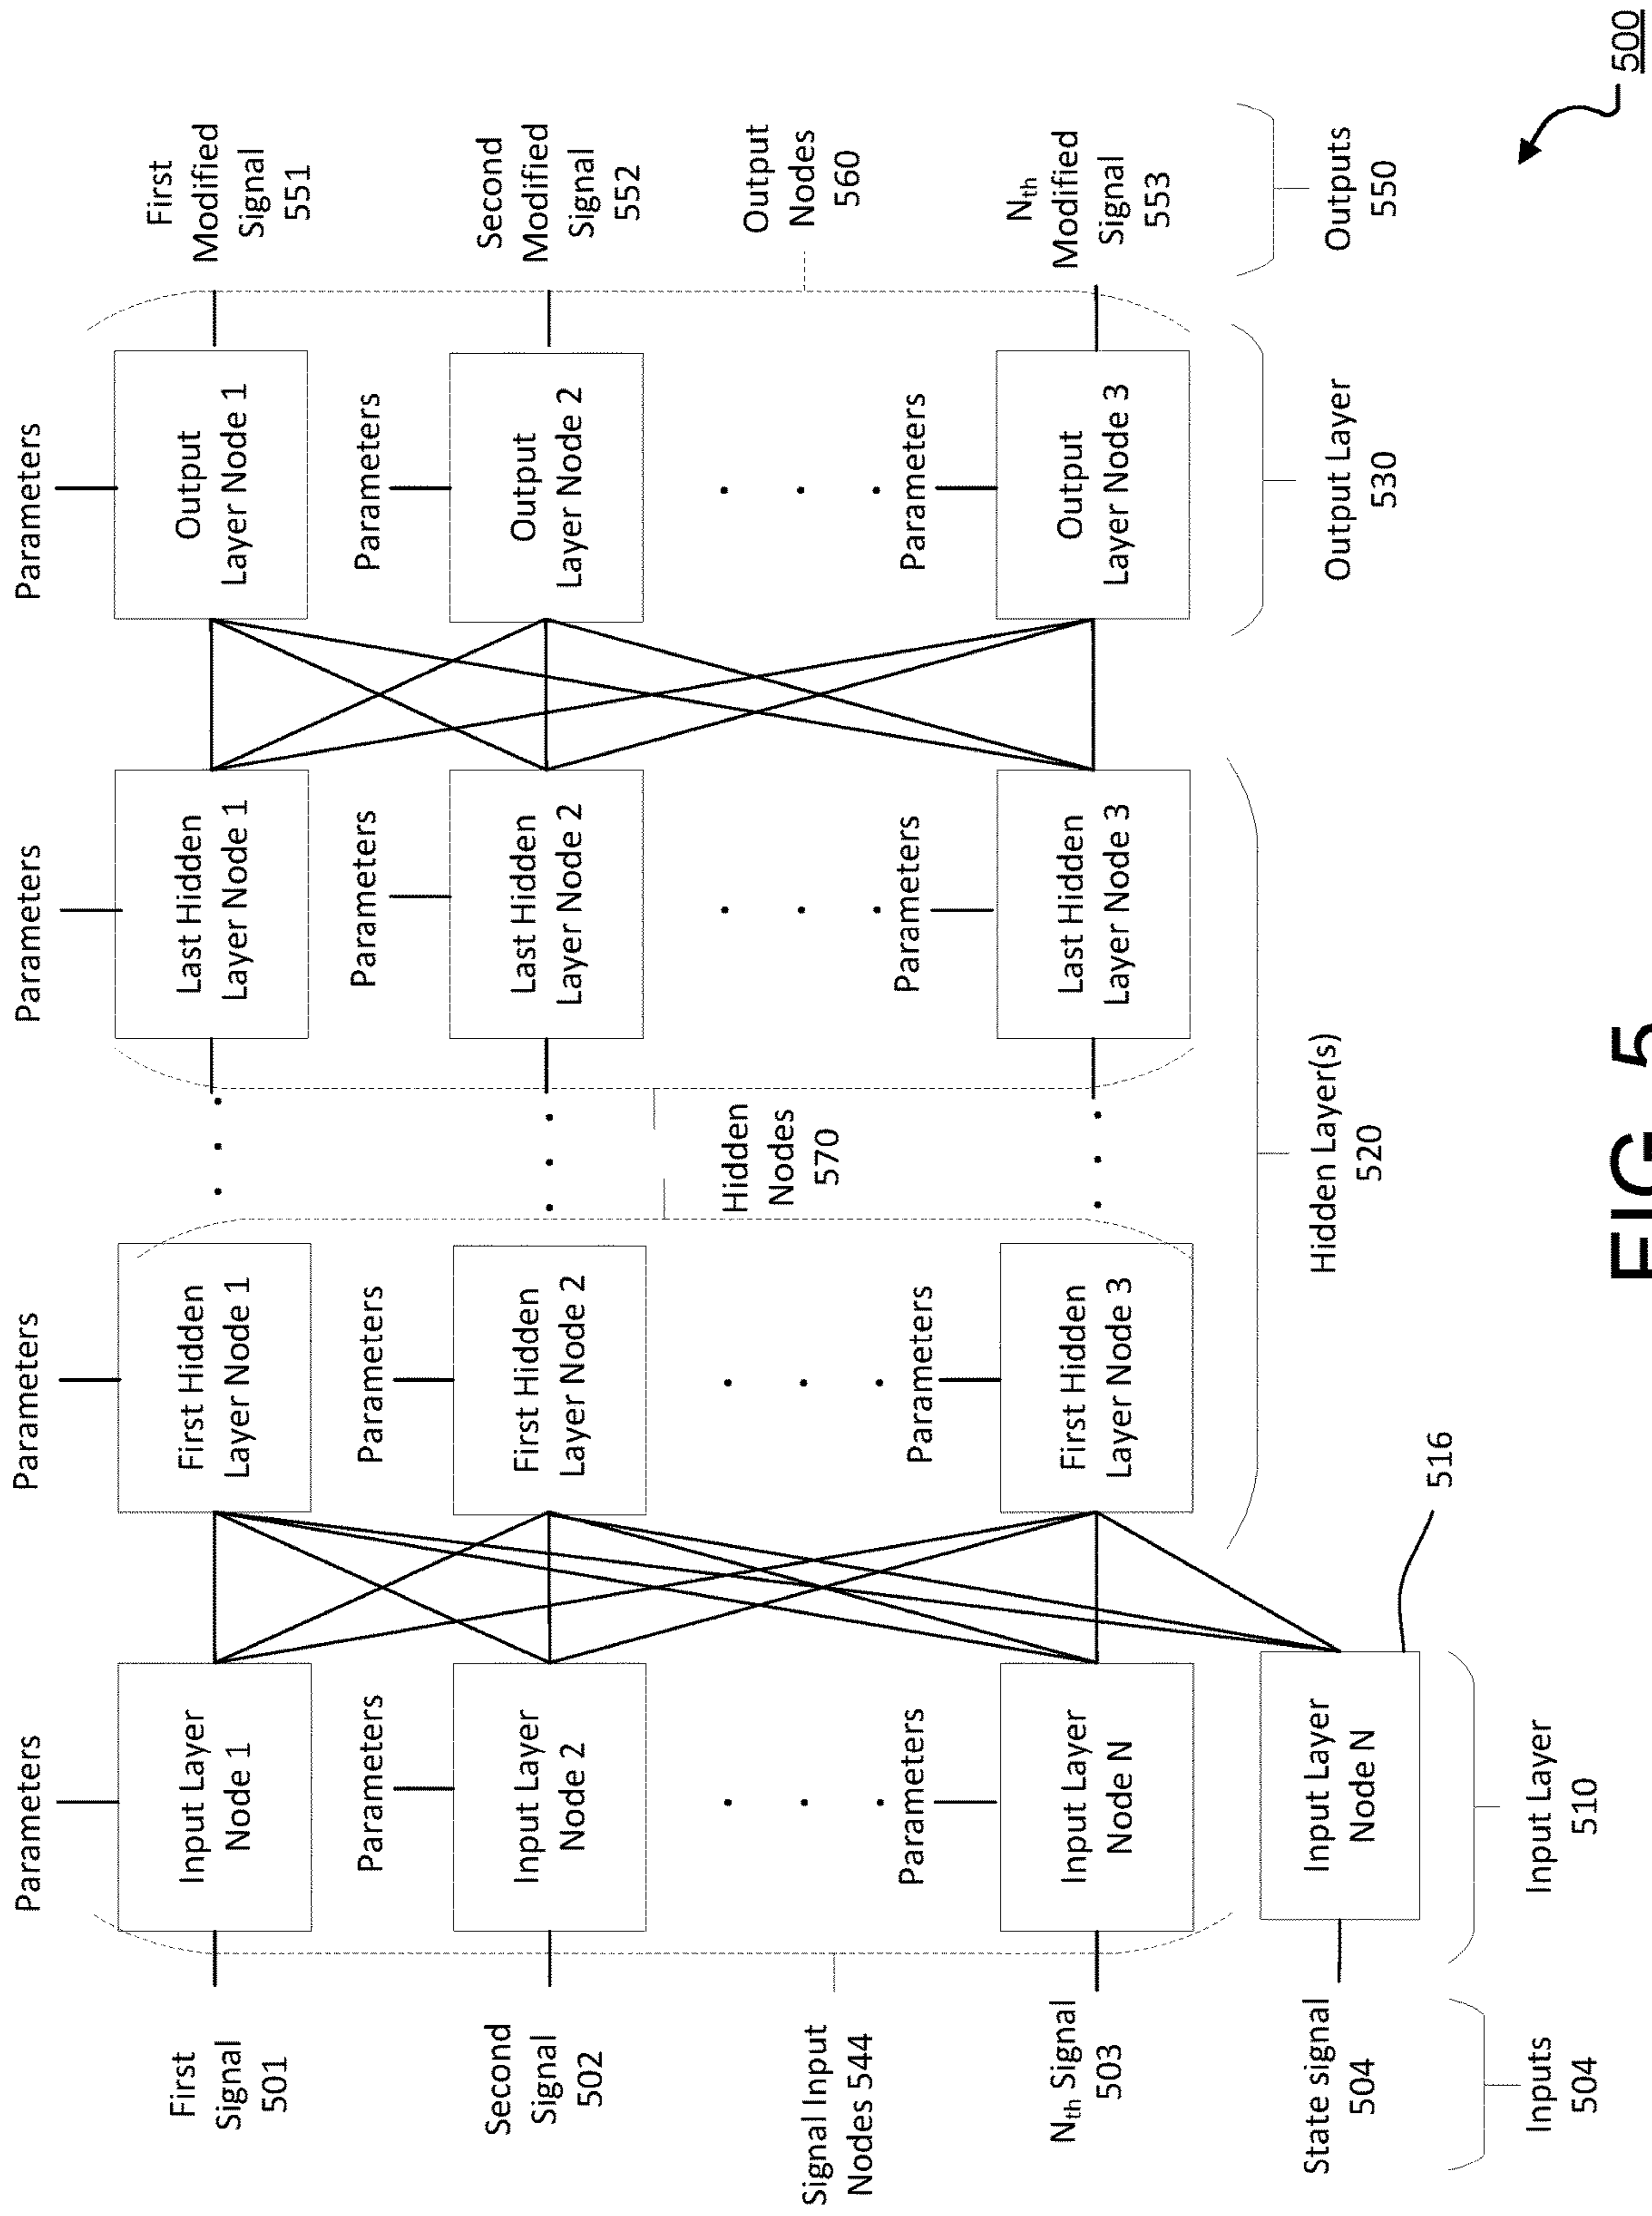 Parameters
Parameters
Parameters
Parameters
First
Signal
501
Input Layer
Node 1
First Hidden
Layer Node 1
Last Hidden
Layer Node 1
Output
Layer Node 1
First
Modified
Signal
551
Parameters
Parameters
Parameters
Parameters
Second
Signal
502
Input Layer
Node 2
First Hidden
Layer Node 2
Last Hidden
Layer Node 2
Output
Layer Node 2
Second
Modified
Signal
552
Signal Input
Nodes 544
Hidden
Nodes
570
Output
Nodes
560
Parameters
Parameters
Parameters
Parameters
Nth Signal
503
Input Layer
Node N
First Hidden
Layer Node 3
Last Hidden
Layer Node 3
Output
Layer Node 3
Nth
Modified
Signal
553
State signal
504
Input Layer
Node N
516
Hidden Layer(s)
520
Output Layer
530
Outputs
550
Inputs
504
Input Layer
510
500
FIG. 5